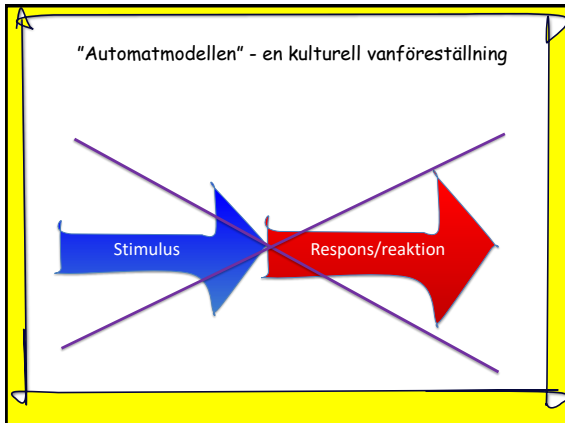 ”Automatmodellen” - en kulturell vanföreställning
Stimulus
Respons/reaktion